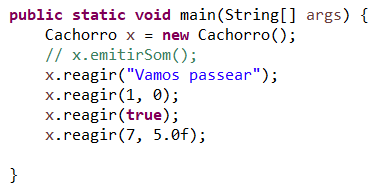 public static void main(String[] args) {
    Cachorro x = new Cachorro();
    // x.emitirSom();
    x.reagir("Vamos passear");
    x.reagir(1, 0);
    x.reagir(true);
    x.reagir(7, 5.0f);
}